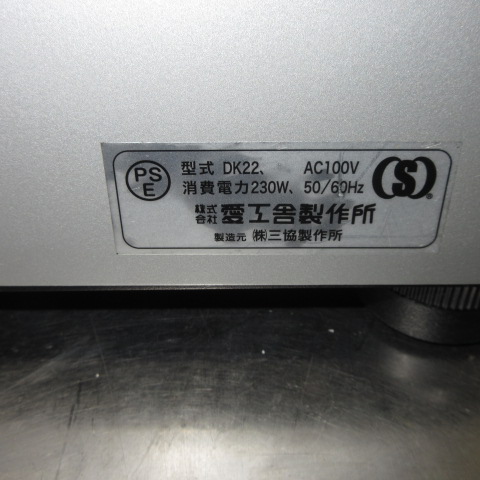 PS
E
型式 DK22、 AC100V
消費電力230W、50/60Hz
株式会社 愛工舎製作所
製造元 ㈱三協製作所
S
®